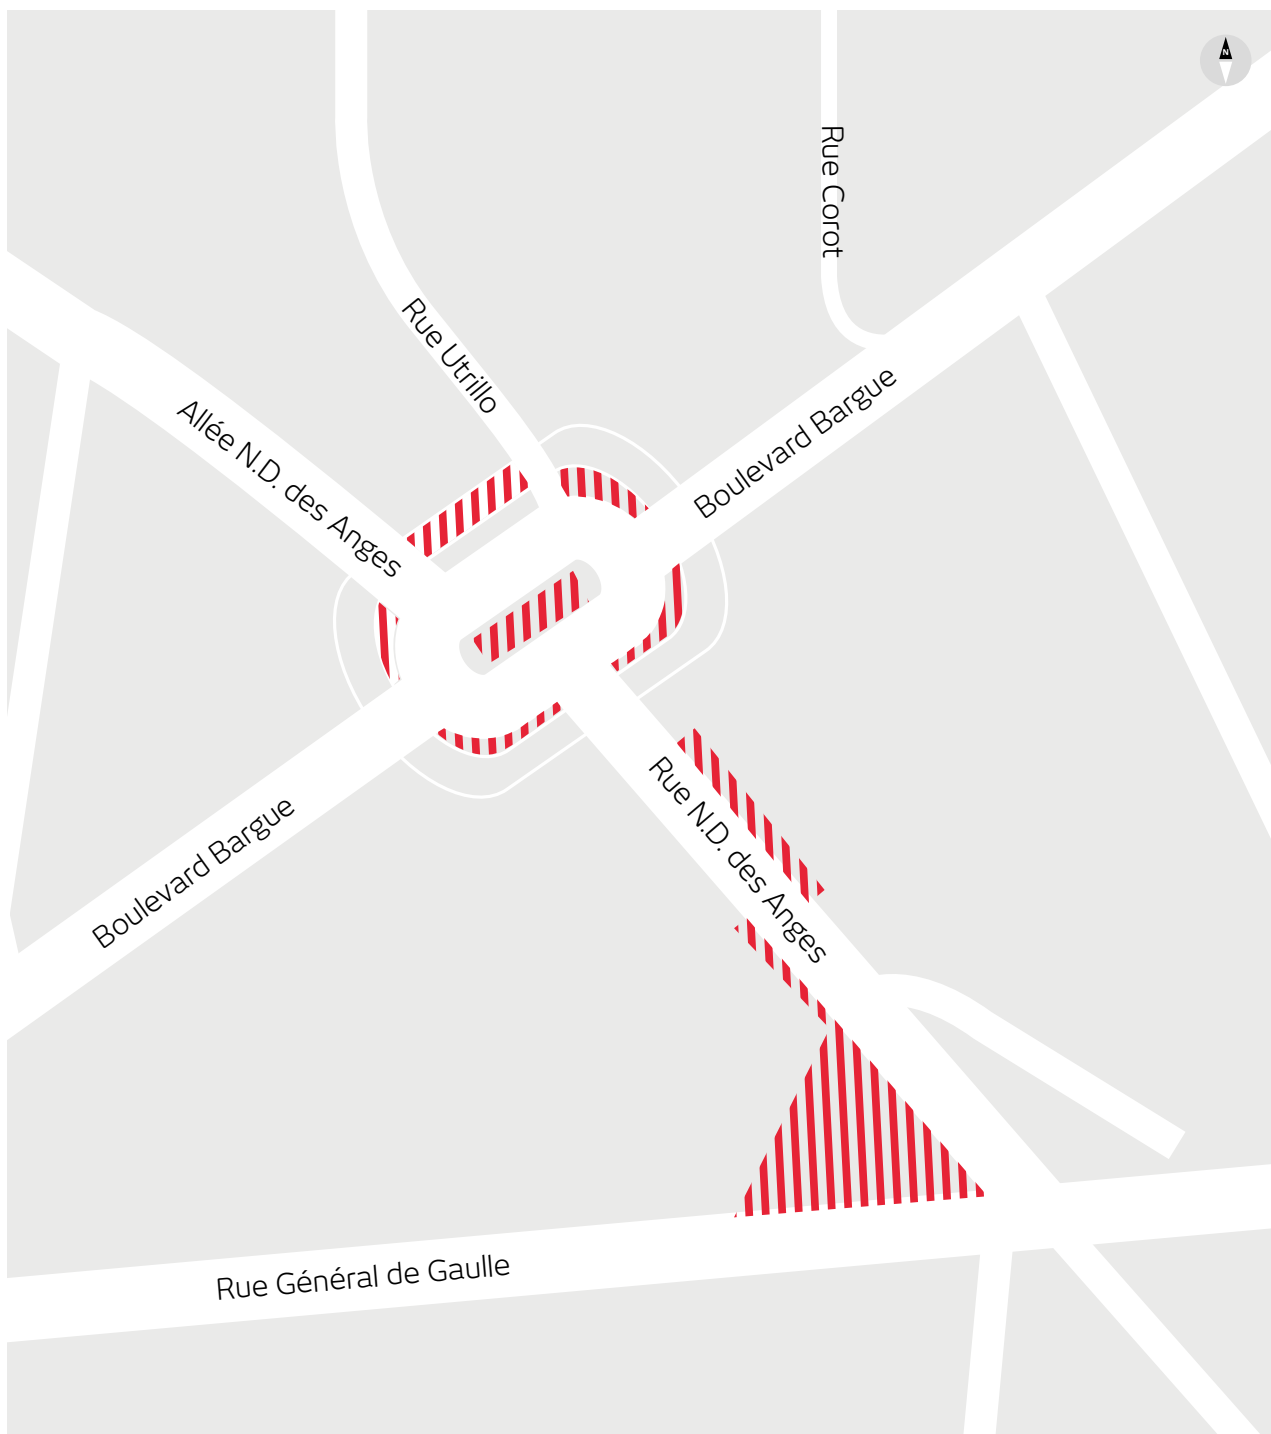 N
Rue Corot
Rue Utrillo
Boulevard Bargue
Allée N.D. des Anges
Rue N.D. des Anges
Boulevard Bargue
Rue Général de Gaulle